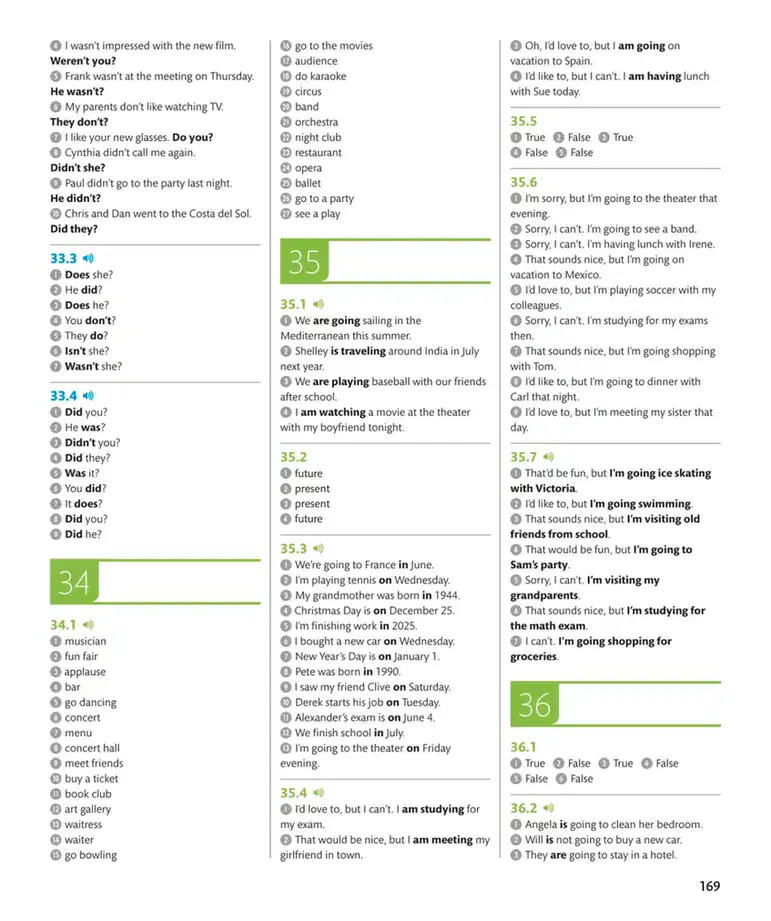 4 I wasn't impressed with the new film.
Weren't you?
5 Frank wasn't at the meeting on Thursday.
He wasn't?
6 My parents don't like watching TV.
They don't?
7 I like your new glasses. Do you?
8 Cynthia didn't call me again.
Didn't she?
9 Paul didn't go to the party last night.
He didn't?
10 Chris and Dan went to the Costa del Sol.
Did they?
33.3
1 Does she?
2 He did?
3 Does he?
4 You don't?
5 They do?
6 Isn't she?
7 Wasn't she?
33.4
1 Did you?
2 He was?
3 Didn't you?
4 Did they?
5 Was it?
6 You did?
7 It does?
8 Did you?
9 Did he?
34
34.1
1 musician
2 fun fair
3 applause
4 bar
5 go dancing
6 concert
7 menu
8 concert hall
9 meet friends
10 buy a ticket
11 book club
12 art gallery
13 waitress
14 waiter
15 go bowling
16 go to the movies
17 audience
18 do karaoke
19 circus
20 band
21 orchestra
22 night club
23 restaurant
24 opera
25 ballet
26 go to a party
27 see a play
35
35.1
1 We are going sailing in the
Mediterranean this summer.
2 Shelley is traveling around India in July
next year.
3 We are playing baseball with our friends
after school.
4 I am watching a movie at the theater
with my boyfriend tonight.
35.2
1 future
2 present
3 present
4 future
35.3
1 We're going to France in June.
2 I'm playing tennis on Wednesday.
3 My grandmother was born in 1944.
4 Christmas Day is on December 25.
5 I'm finishing work in 2025.
6 I bought a new car on Wednesday.
7 New Year's Day is on January 1.
8 Pete was born in 1990.
9 I saw my friend Clive on Saturday.
10 Derek starts his job on Tuesday.
11 Alexander's exam is on June 4.
12 We finish school in July.
13 I'm going to the theater on Friday
evening.
35.4
1 I'd love to, but I can't. I am studying for
my exam.
2 That would be nice, but I am meeting my
girlfriend in town.
3 Oh, I'd love to, but I am going on
vacation to Spain.
4 I'd like to, but I can't. I am having lunch
with Sue today.
35.5
1 True 2 False 3 True
4 False 5 False
35.6
1 I'm sorry, but I'm going to the theater that
evening.
2 Sorry, I can't. I'm going to see a band.
3 Sorry, I can't. I'm having lunch with Irene.
4 That sounds nice, but I'm going on
vacation to Mexico.
5 I'd love to, but I'm playing soccer with my
colleagues.
6 Sorry, I can't. I'm studying for my exams
then.
7 That sounds nice, but I'm going shopping
with Tom.
8 I'd like to, but I'm going to dinner with
Carl that night.
9 I'd love to, but I'm meeting my sister that
day.
35.7
1 That'd be fun, but I'm going ice skating
with Victoria.
2 I'd like to, but I'm going swimming.
3 That sounds nice, but I'm visiting old
friends from school.
4 That would be fun, but I'm going to
Sam's party.
5 Sorry, I can't. I'm visiting my
grandparents.
6 That sounds nice, but I'm studying for
the math exam.
7 I can't. I'm going shopping for
groceries.
36
36.1
1 True 2 False 3 True 4 False
5 False 6 False
36.2
1 Angela is going to clean her bedroom.
2 Will is not going to buy a new car.
3 They are going to stay in a hotel.
169